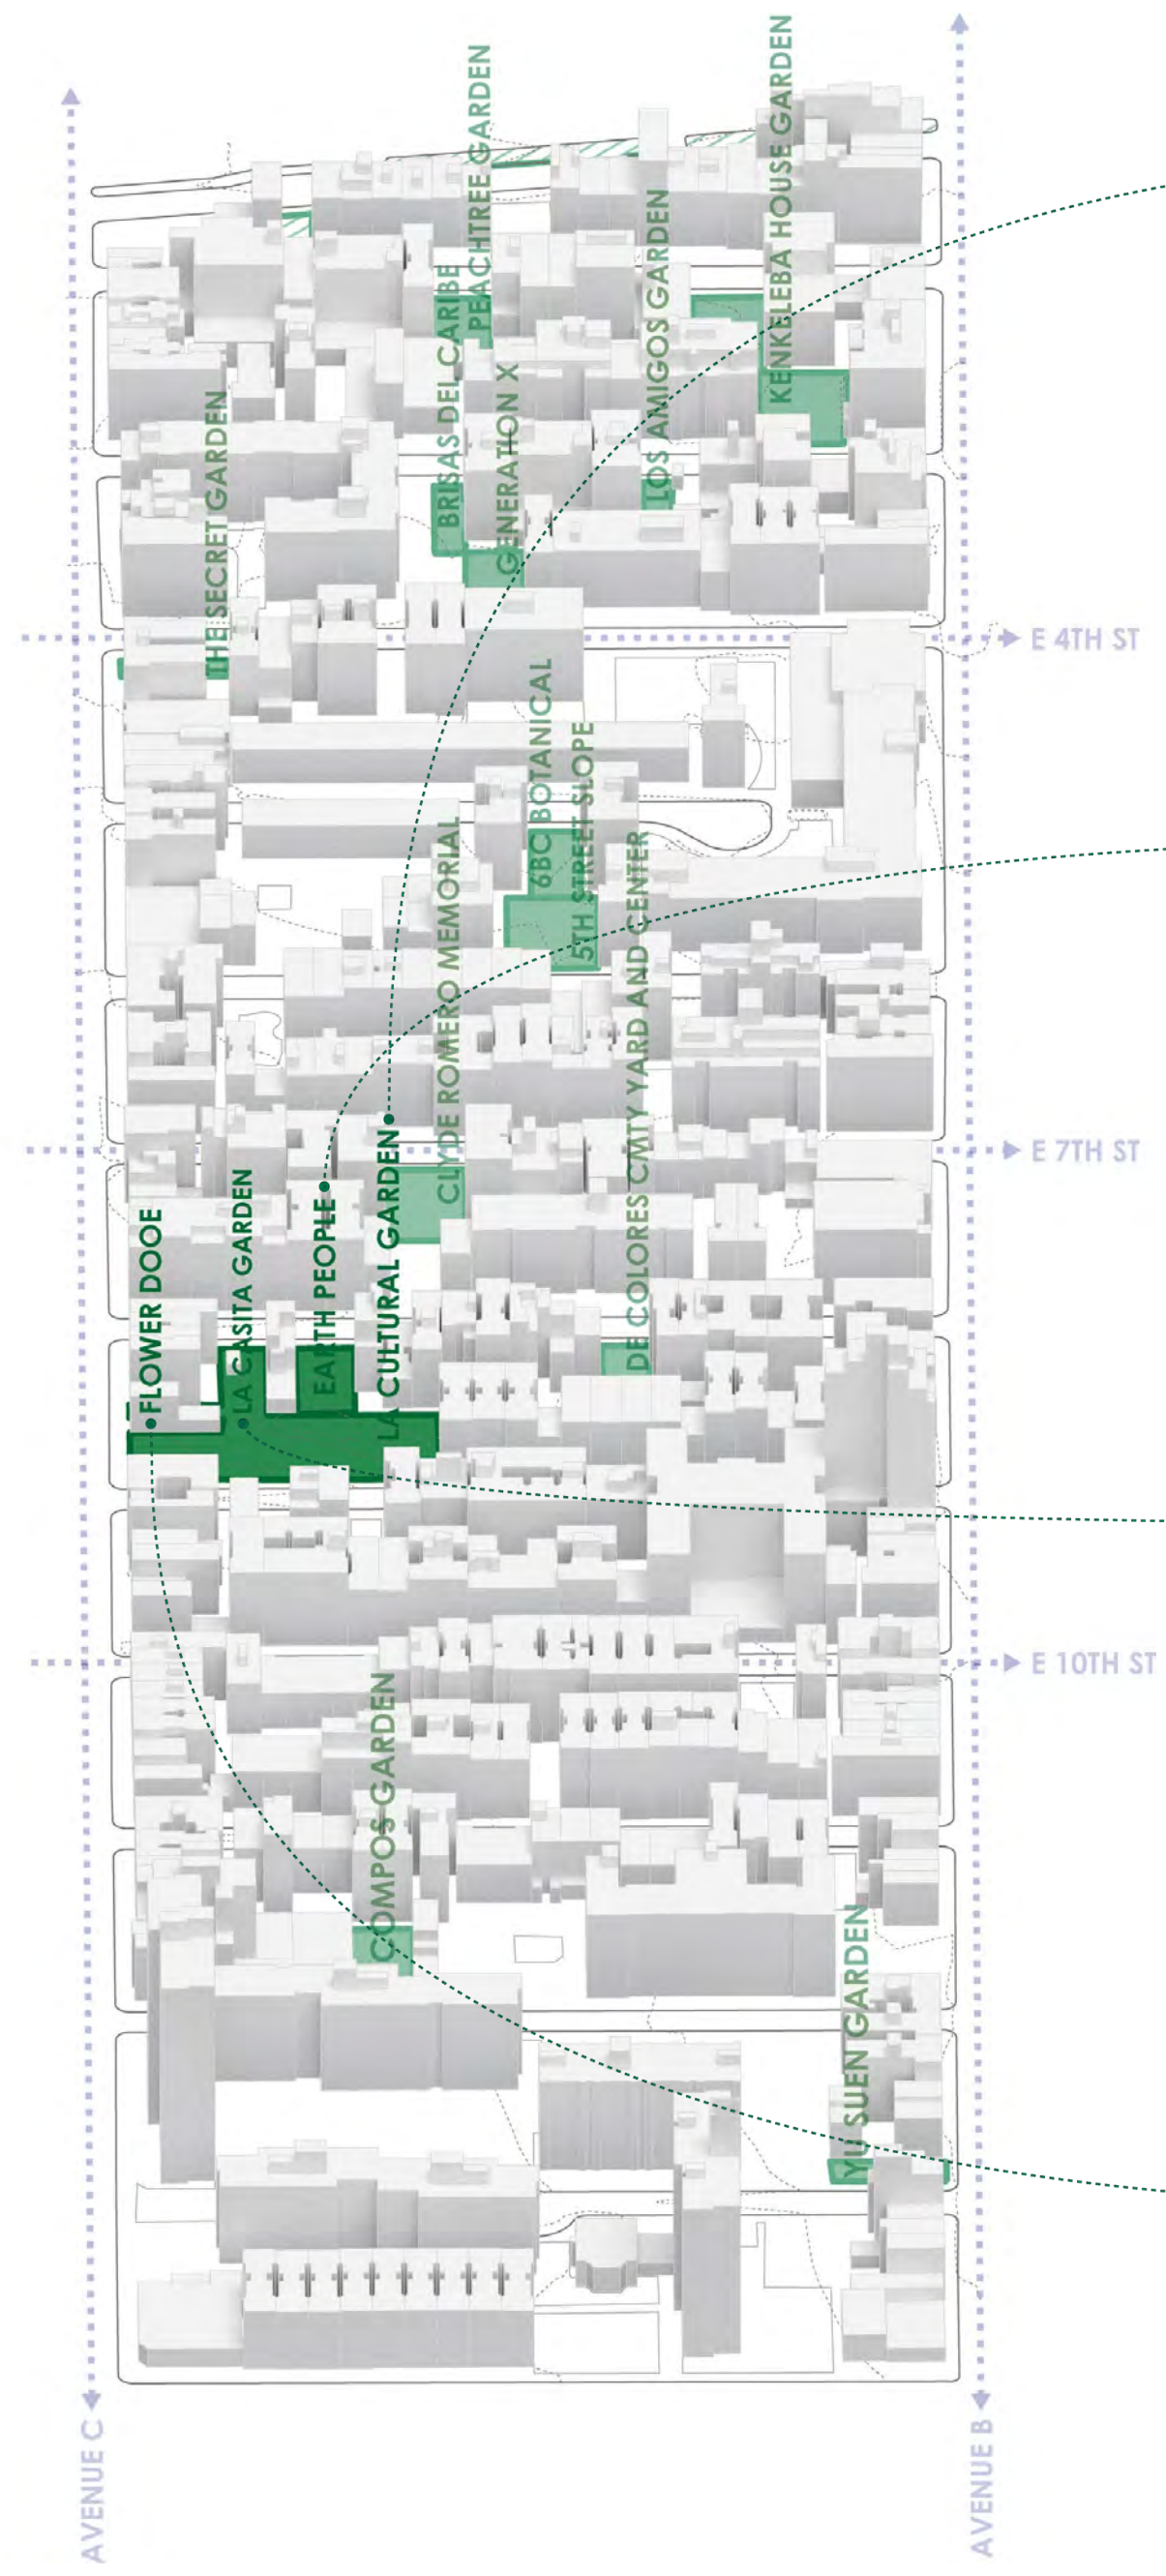 PEACHTREE GARDEN
KENKELEBA HOUSE GARDEN
LOS AMIGOS GARDEN
BRISAS DEL CARIBE
GENERATION X
THE SECRET GARDEN
E 4TH ST
6BC BOTANICAL
5TH STREET SLOPE
CLYDE ROMERO MEMORIAL
DE COLORES CMTY YARD AND CENTER
E 7TH ST
FLOWER DOOE
LA CASITA GARDEN
EARTH PEOPLE
LA CULTURAL GARDEN
E 10TH ST
COMPOS GARDEN
YU SUEN GARDEN
AVENUE C
AVENUE B